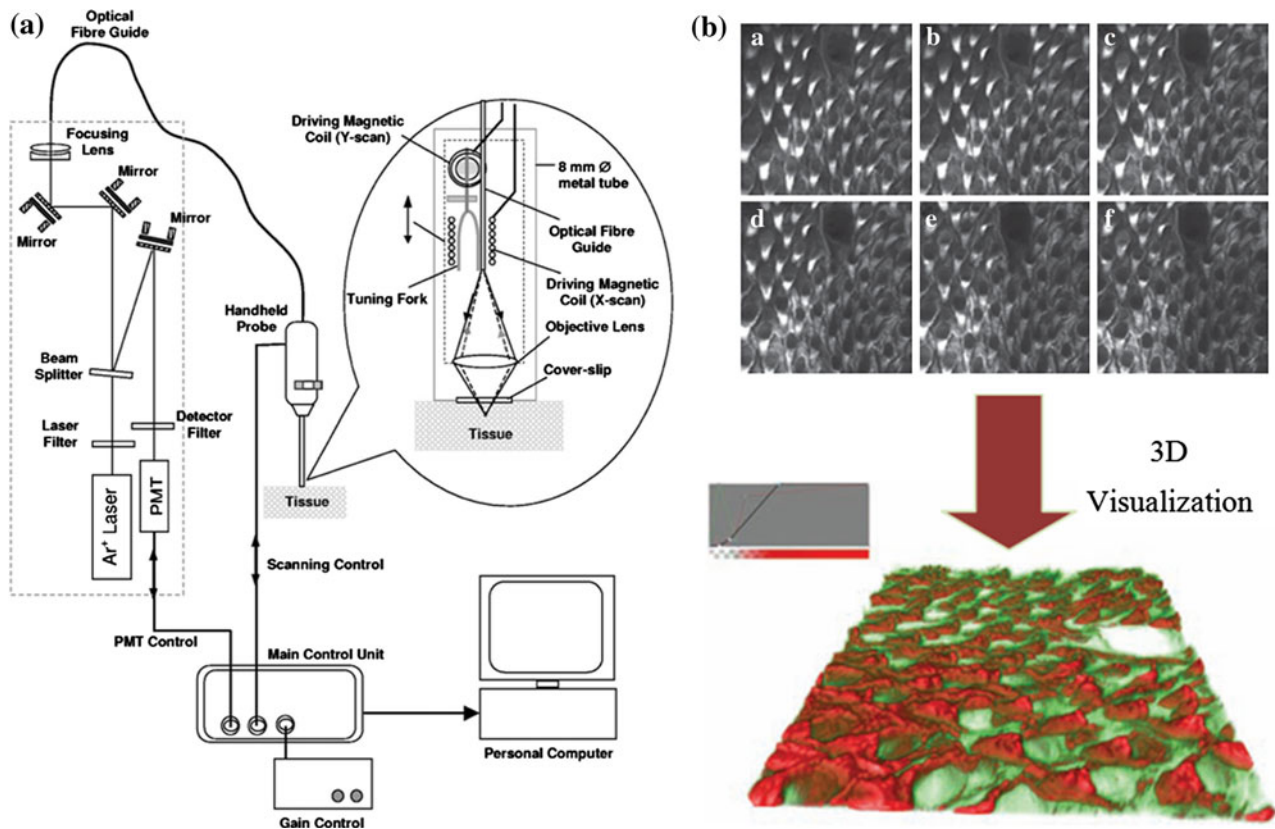 (a)
Optical
Fibre Guide
Focusing
Lens
Mirror
Mirror
Mirror
Beam
Splitter
Laser
Filter
Detector
Filter
Ar+ Laser
PMT
PMT Control
Handheld
Probe
Tissue
Scanning Control
Main Control Unit
Gain Control
Personal Computer
Driving Magnetic
Coil (Y-scan)
8 mm Ø
metal tube
Optical Fibre
Guide
Tuning Fork
Driving Magnetic
Coil (X-scan)
Objective Lens
Cover-slip
Tissue
(b)
a
b
c
d
e
f
3D
Visualization